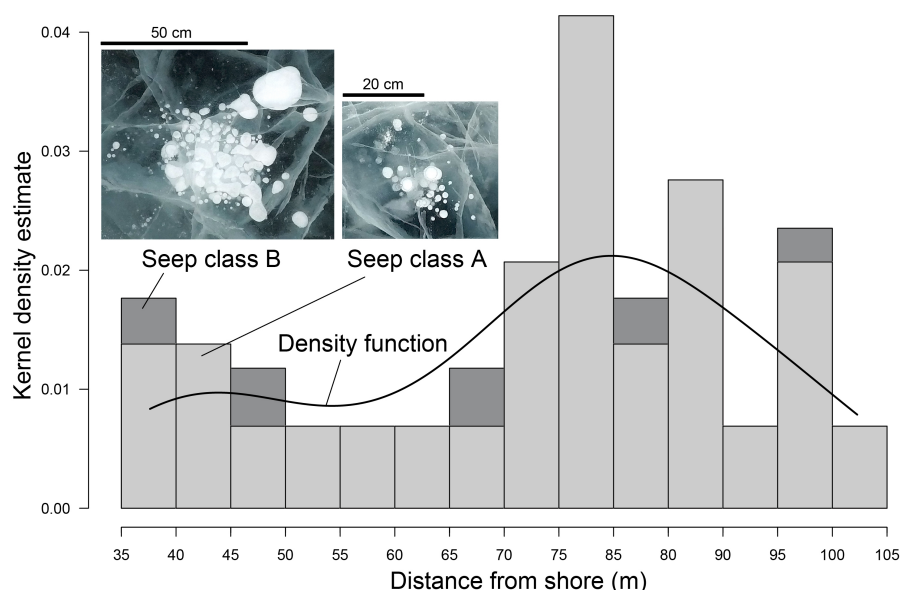 50 cm
20 cm
Seep class B
Seep class A
Density function
Kernel density estimate
0.04
0.03
0.02
0.01
0.00
35 40 45 50 55 60 65 70 75 85 80 90 95 100 105
Distance from shore (m)